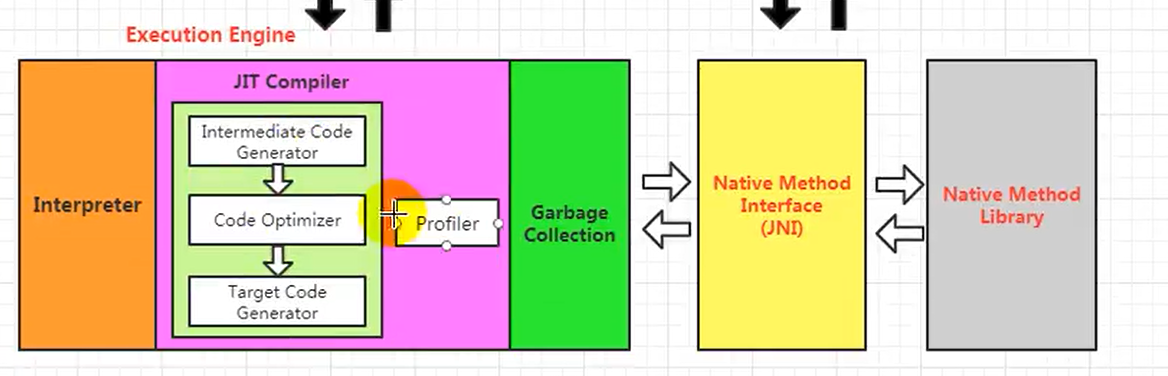 Execution Engine
JIT Compiler
Intermediate Code
Generator
Interpreter
Code Optimizer
Profiler
Target Code
Generator
Garbage
Collection
Native Method
Interface
(JNI)
Native Method
Library